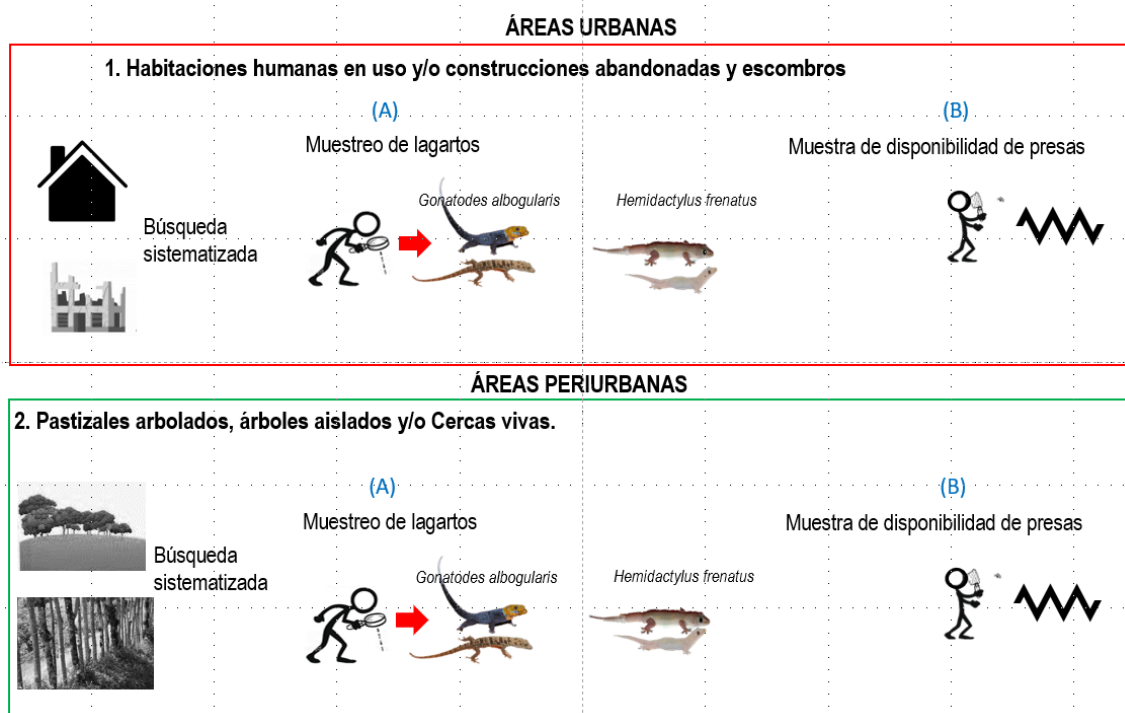 ÁREAS URBANAS
1. Habitaciones humanas en uso y/o construcciones abandonadas y escombros
(A)
(B)
Muestreo de lagartos
Muestra de disponibilidad de presas
Gonatodes albogularis
Hemidactylus frenatus
Búsqueda
sistematizada
ÁREAS PERIURBANAS
2. Pastizales arbolados, árboles aislados y/o Cercas vivas.
(A)
(B)
Muestreo de lagartos
Muestra de disponibilidad de presas
Gonatodes albogularis
Hemidactylus frenatus
Búsqueda
sistematizada